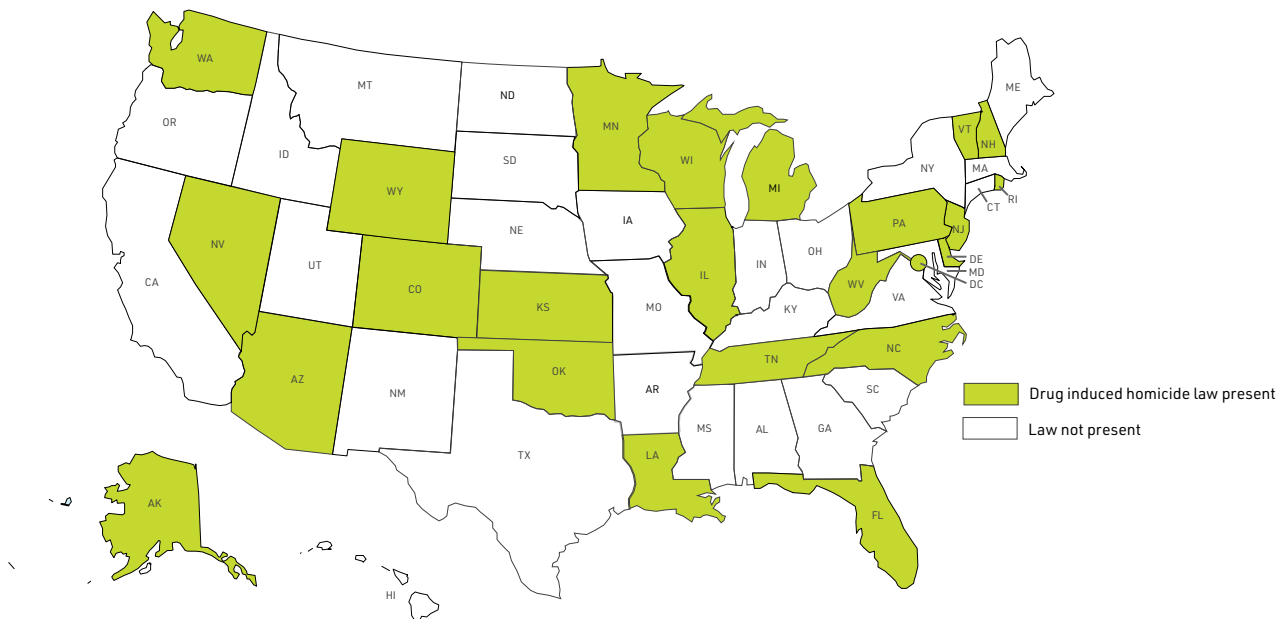 WA
MT
ME
ND
OR
MN
VT
NH
ID
SD
WI
NY
MA
WY
MI
RI
CT
IA
PA
NV
NE
NJ
UT
OH
DE
IN
MD
CA
IL
DC
CO
WV
VA
KS
MO
KY
TN
NC
OK
AZ
NM
AR
SC
Drug induced homicide law present
MS
AL
GA
Law not present
TX
LA
AK
FL
HI